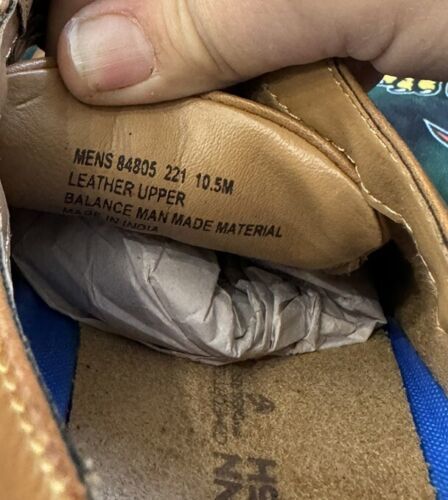 MENS 84805 221 10.5M
LEATHER UPPER
BALANCE MAN MADE MATERIAL
MADE IN INDIA